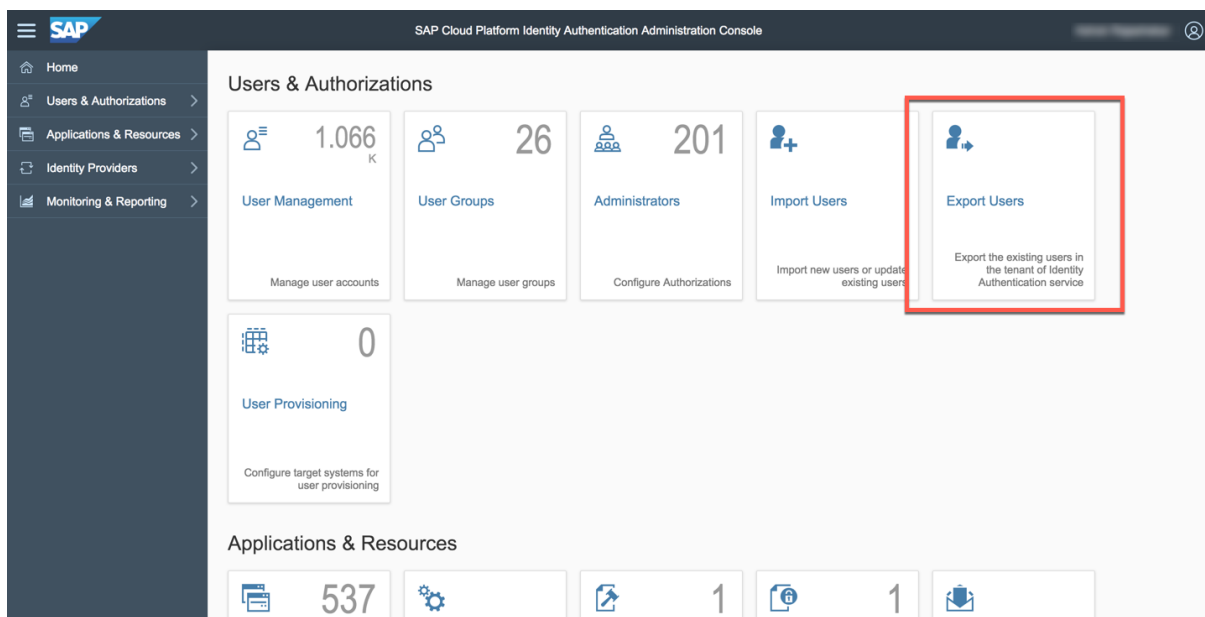 SAP
SAP Cloud Platform Identity Authentication Administration Console
Home
Users & Authorizations
Applications & Resources
Identity Providers
Monitoring & Reporting
Users & Authorizations
1.066
K
User Management
Manage user accounts
26
User Groups
Manage user groups
201
Administrators
Configure Authorizations
Import Users
Import new users or update
existing users
Export Users
Export the existing users in
the tenant of Identity
Authentication service
0
User Provisioning
Configure target systems for
user provisioning
Applications & Resources
537
1
1